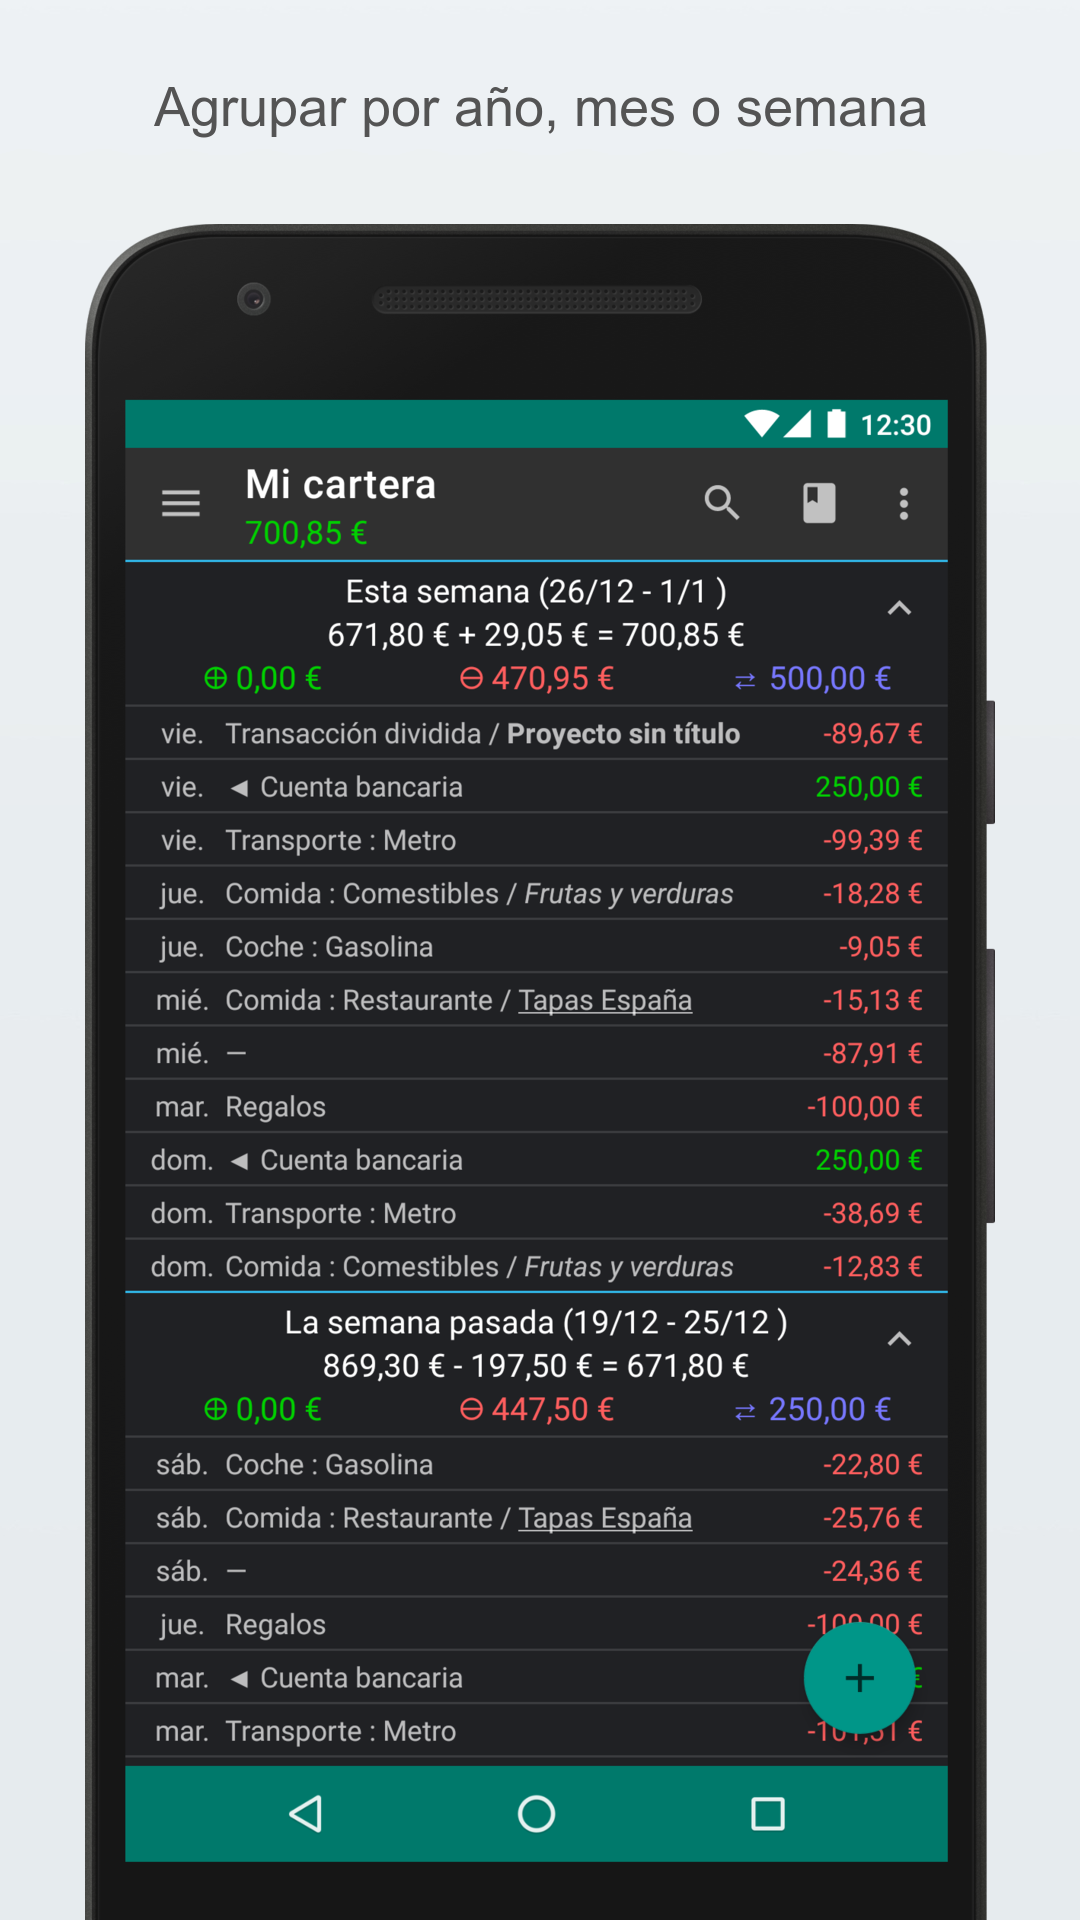 Agrupar por año, mes o semana
12:30
Mi cartera
700,85 €
Esta semana (26/12 - 1/1 )
671,80 € + 29,05 € = 700,85 €
⊕ 0,00 € ⊖ 470,95 € ⇄ 500,00 €
vie. Transacción dividida / Proyecto sin título -89,67 €
vie. ◄ Cuenta bancaria 250,00 €
vie. Transporte : Metro -99,39 €
jue. Comida : Comestibles / Frutas y verduras -18,28 €
jue. Coche : Gasolina -9,05 €
mié. Comida : Restaurante / Tapas España -15,13 €
mié. — -87,91 €
mar. Regalos -100,00 €
dom. ◄ Cuenta bancaria 250,00 €
dom. Transporte : Metro -38,69 €
dom. Comida : Comestibles / Frutas y verduras -12,83 €
La semana pasada (19/12 - 25/12 )
869,30 € - 197,50 € = 671,80 €
⊕ 0,00 € ⊖ 447,50 € ⇄ 250,00 €
sáb. Coche : Gasolina -22,80 €
sáb. Comida : Restaurante / Tapas España -25,76 €
sáb. — -24,36 €
jue. Regalos -100,00 €
mar. ◄ Cuenta bancaria €
mar. Transporte : Metro €